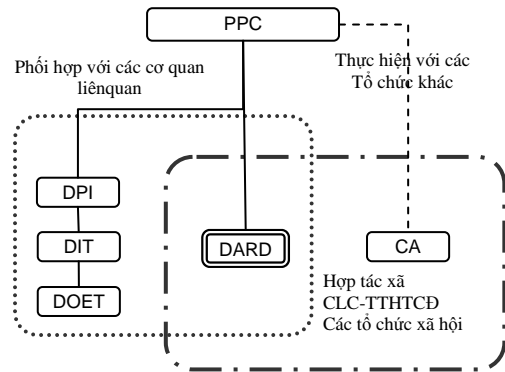 PPC
Phối hợp với các cơ quan
liênquan
Thực hiện với các
Tổ chức khác
DPI
DIT
DOET
DARD
CA
Hợp tác xã
CLC-TTHTCĐ
Các tổ chức xã hội